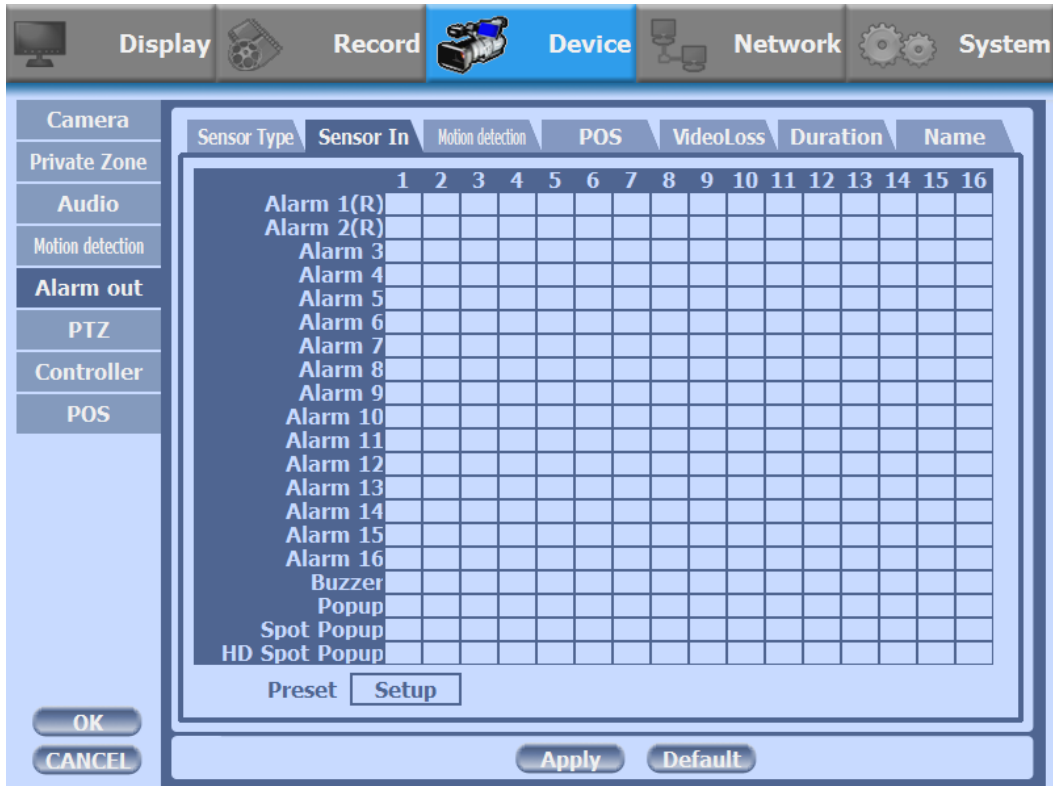 Display Record Device Network System
Camera
Private Zone
Audio
Motion detection
Alarm out
PTZ
Controller
POS
OK
CANCEL
Sensor Type Sensor In Motion detection POS VideoLoss Duration Name
1 2 3 4 5 6 7 8 9 10 11 12 13 14 15 16
Alarm 1(R)
Alarm 2(R)
Alarm 3
Alarm 4
Alarm 5
Alarm 6
Alarm 7
Alarm 8
Alarm 9
Alarm 10
Alarm 11
Alarm 12
Alarm 13
Alarm 14
Alarm 15
Alarm 16
Buzzer
Popup
Spot Popup
HD Spot Popup
Preset Setup
Apply Default